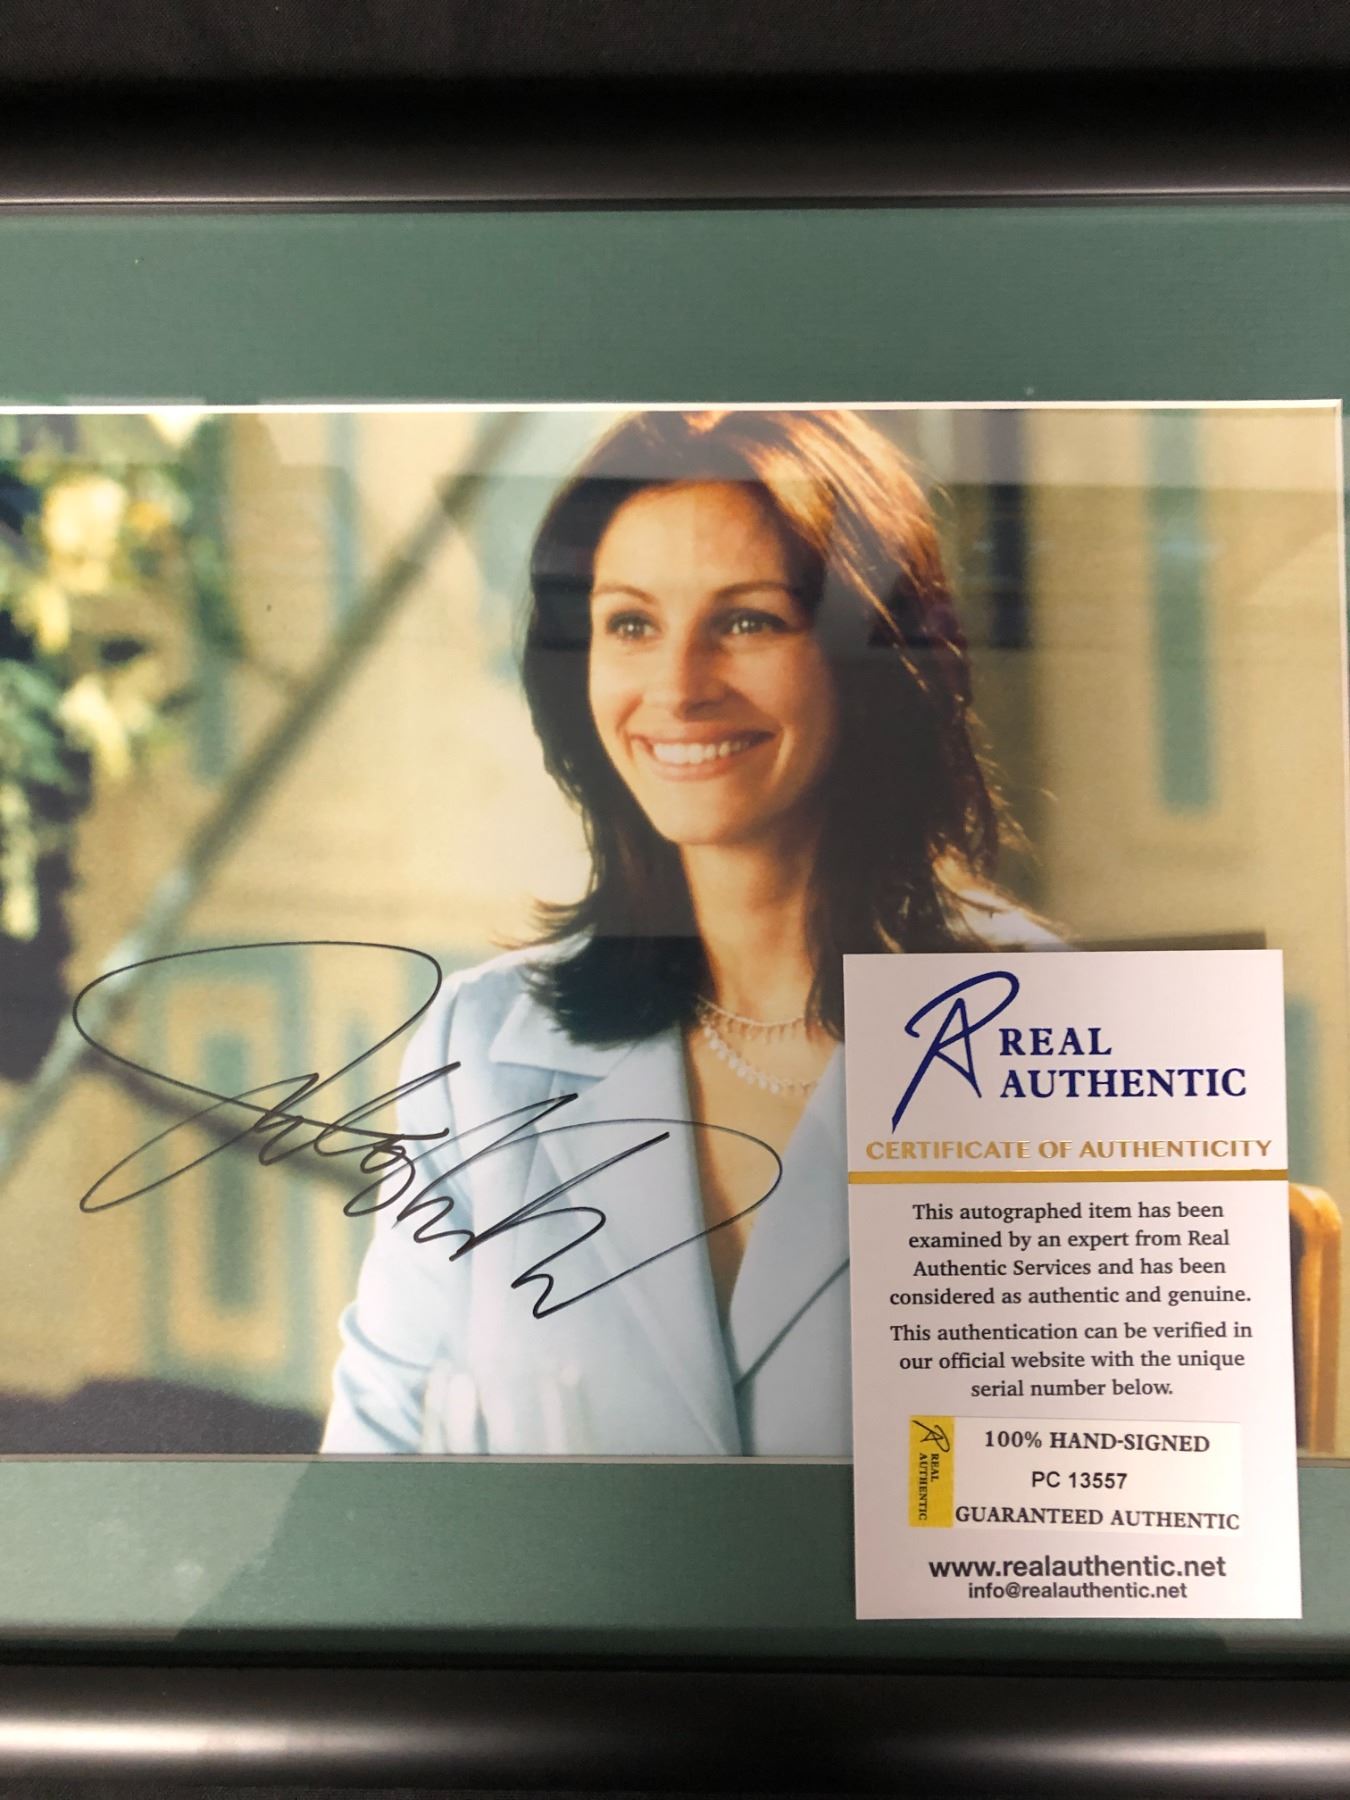 REAL
AUTHENTIC
CERTIFICATE OF AUTHENTICITY
This autographed item has been
examined by an expert from Real
Authentic Services and has been
considered as authentic and genuine.
This authentication can be verified in
our official website with the unique
serial number below.
REAL
AUTHENTIC
100% HAND-SIGNED
PC 13557
GUARANTEED AUTHENTIC
www.realauthentic.net
info@realauthentic.net